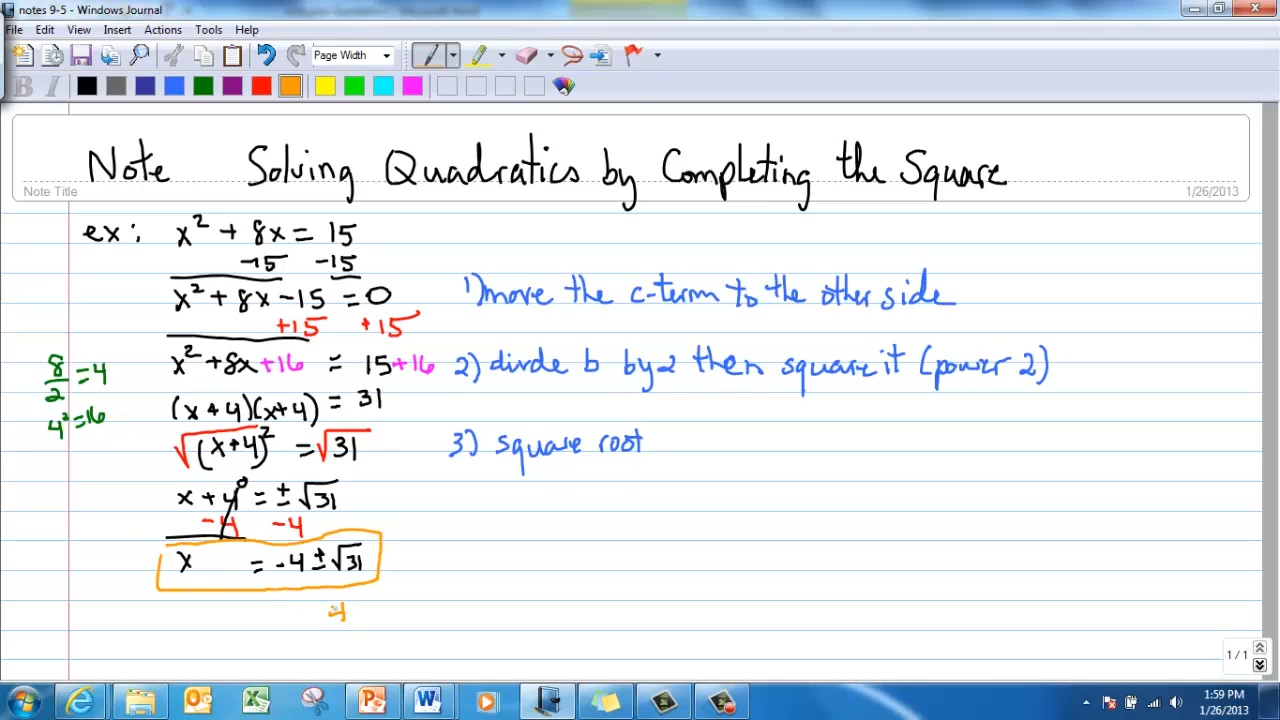 notes 9-5 - Windows Journal
File Edit View Insert Actions Tools Help
Page Width
B I
Note Solving Quadratics by Completing the Square
Note Title
1/26/2013
ex: x² + 8x = 15
-15 -15
x² + 8x -15 = 0
1) move the c-term to the other side
+15 +15
x² + 8x +16 = 15 +16
2) divide b by 2 then square it (power 2)
8/2 = 4
4² = 16
(x + 4)(x + 4) = 31
√(x+4)² = √31
3) square root
x + 4 = ± √31
-4 -4
x = -4 ± √31
1 / 1
1:59 PM
1/26/2013